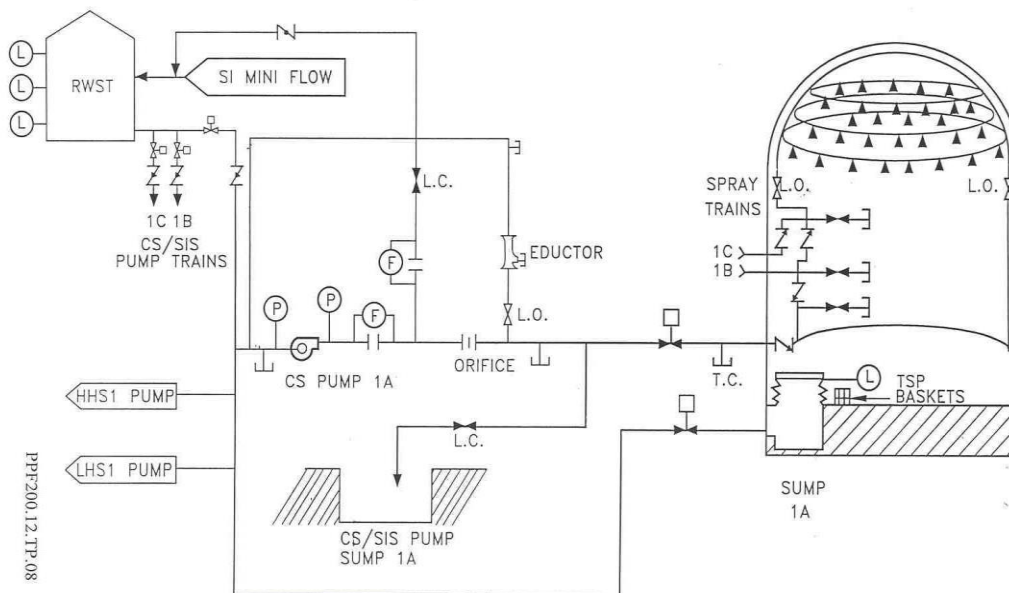 L
L
L
RWST
SI MINI FLOW
1C 1B
CS/SIS
PUMP TRAINS
L.C.
F
EDUCTOR
L.O.
P
P
F
CS PUMP 1A
ORIFICE
HHS1 PUMP
LHS1 PUMP
L.C.
CS/SIS PUMP
SUMP 1A
T.C.
SPRAY
TRAINS
L.O.
L.O.
1C
1B
L
TSP
BASKETS
SUMP
1A
PPF200.12.TP.08